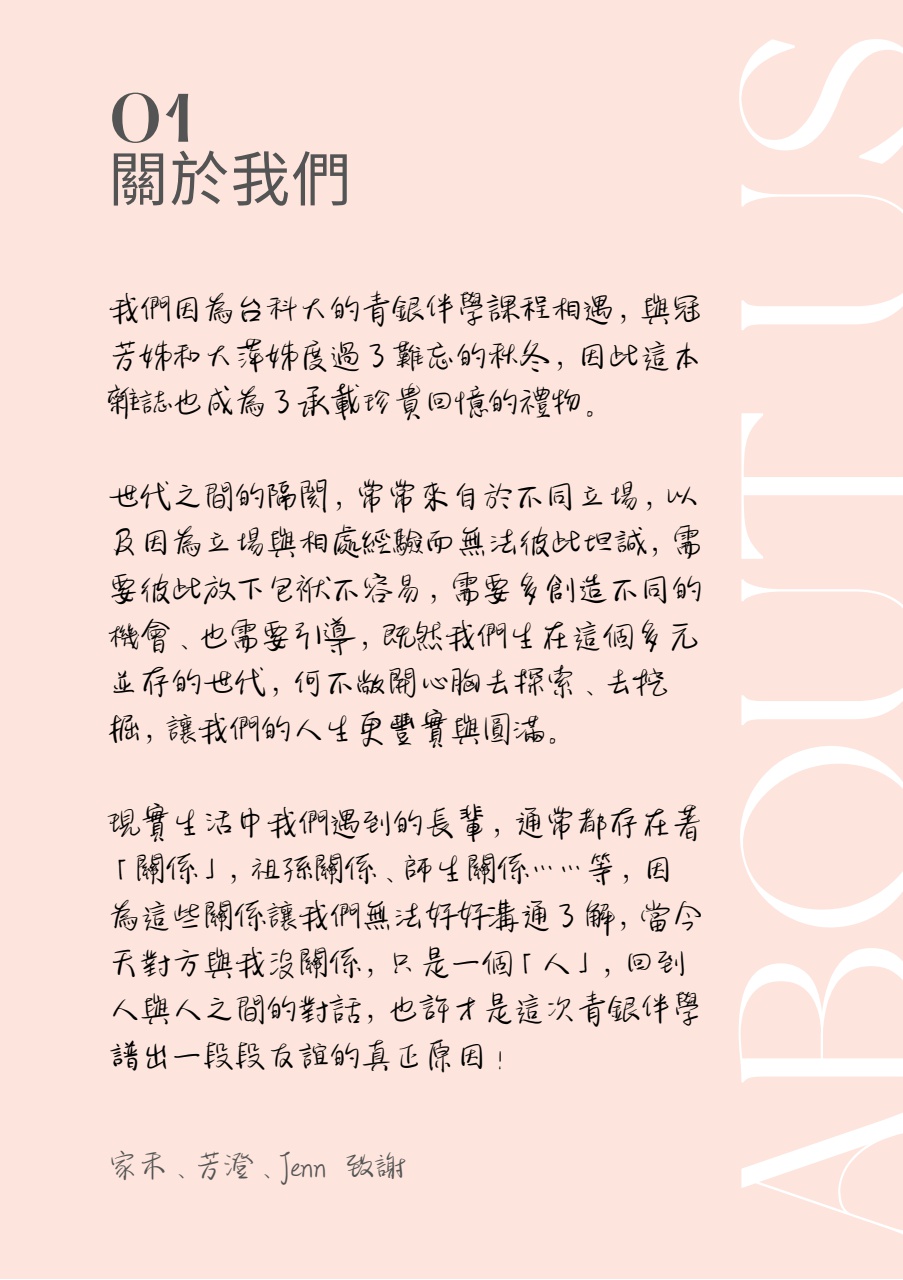 01
關於我們
我們因為台科大的青銀伴學課程相遇，與冠
芳姊和大萍姊度過了難忘的秋冬，因此這本
雜誌也成為了承載珍貴回憶的禮物。
世代之間的隔閡，常常來自於不同立場，以
及因為立場與相處經驗而無法彼此坦誠，需
要彼此放下包袱不容易，需要多創造不同的
機會、也需要引導，既然我們生在這個多元
並存的世代，何不敞開心胸去探索、去挖
掘，讓我們的人生更豐實與圓滿。
現實生活中我們遇到的長輩，通常都存在著
「關係」，祖孫關係、師生關係……等，因
為這些關係讓我們無法好好溝通了解，當今
天對方與我沒關係，只是一個「人」，回到
人與人之間的對話，也許才是這次青銀伴學
譜出一段段友誼的真正原因！
家禾、芳澄、Jenn 致謝
ABOUT US